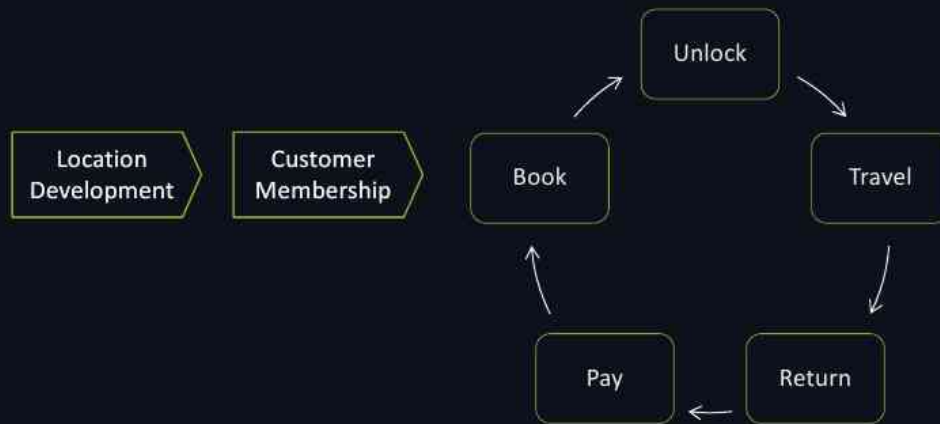 Location
Development
Customer
Membership
Book
Unlock
Travel
Return
Pay